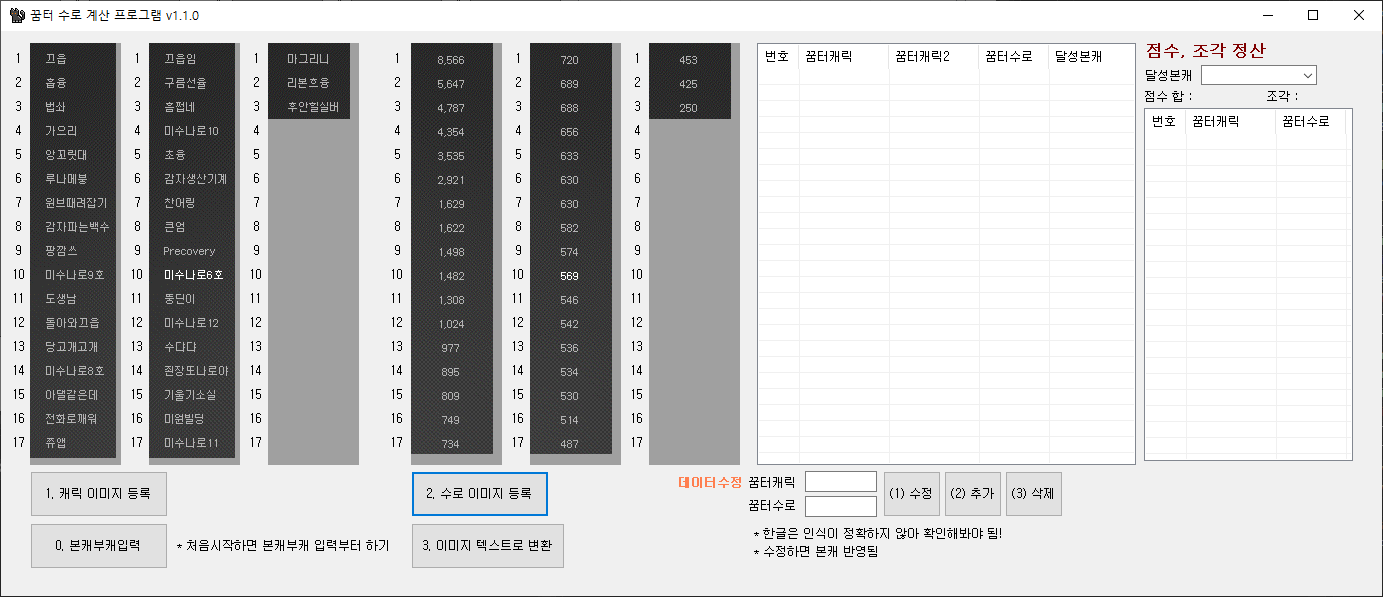 꿈터 수로 계산 프로그램 v1.1.0
1 끄읍 1 끄읍임 1 마그리니 1 8,566 1 720 1 453
2 흡융 2 구름선율 2 리본흐융 2 5,647 2 689 2 425
3 법쇠 3 흠펍네 3 후안힐실버 3 4,787 3 688 3 250
4 가으리 4 미수나로10 4 4 4,354 4 656 4
5 앙꼬릿대 5 초융 5 5 3,535 5 633 5
6 루나메붕 6 감자생산기계 6 6 2,921 6 630 6
7 원브때려잡기 7 찬어링 7 7 1,629 7 630 7
8 감자파는백수 8 큰엄 8 8 1,622 8 582 8
9 팡깜쓰 9 Precovery 9 9 1,498 9 574 9
10 미수나로9호 10 미수나로6호 10 10 1,482 10 569 10
11 도생남 11 뚱딘이 11 11 1,308 11 546 11
12 돌아와끄읍 12 미수나로12 12 12 1,024 12 542 12
13 당고개고개 13 수댜댜 13 13 977 13 536 13
14 미수나로8호 14 줜장또나로야 14 14 895 14 534 14
15 아델같은데 15 기울기소실 15 15 809 15 530 15
16 전화로깨워 16 미원빌딩 16 16 749 16 514 16
17 쥬앱 17 미수나로11 17 17 734 17 487 17
번호 꿈터캐릭 꿈터캐릭2 꿈터수로 달성본캐
점수, 조각 정산
달성본캐
점수 합 : 조각 :
번호 꿈터캐릭 꿈터수로
1. 캐릭 이미지 등록
2. 수로 이미지 등록
데이터수정 꿈터캐릭
꿈터수로
(1) 수정 (2) 추가 (3) 삭제
0. 본캐부캐입력
* 처음시작하면 본캐부캐 입력부터 하기
3. 이미지 텍스트로 변환
* 한글은 인식이 정확하지 않아 확인해봐야 됨!
* 수정하면 본캐 반영됨